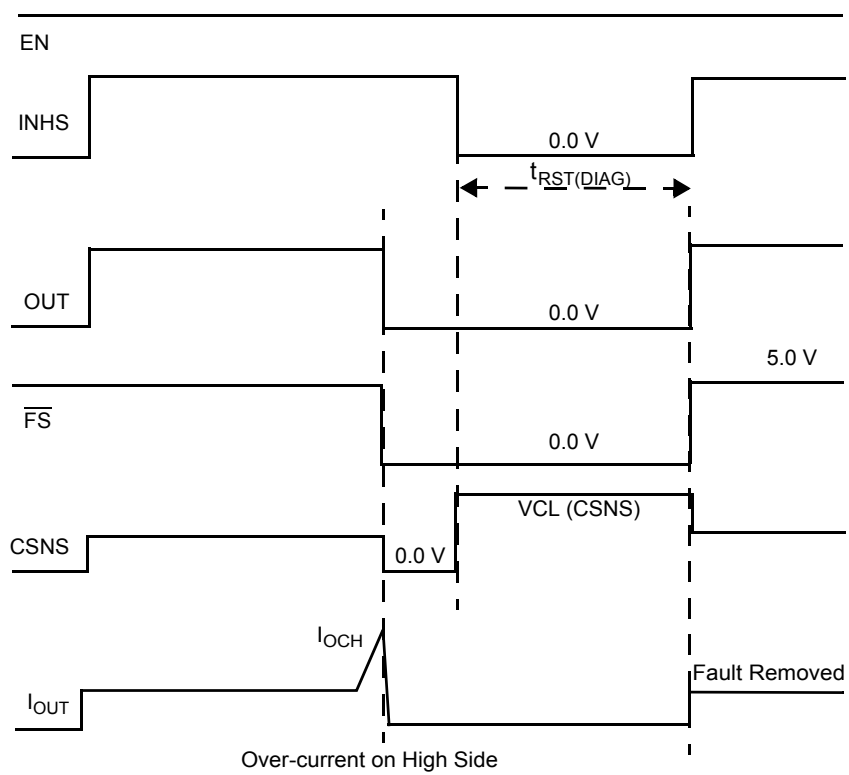 EN
INHS
0.0 V
tRST(DIAG)
OUT
0.0 V
5.0 V
FS
0.0 V
VCL (CSNS)
CSNS
0.0 V
IOCH
Fault Removed
IOUT
Over-current on High Side